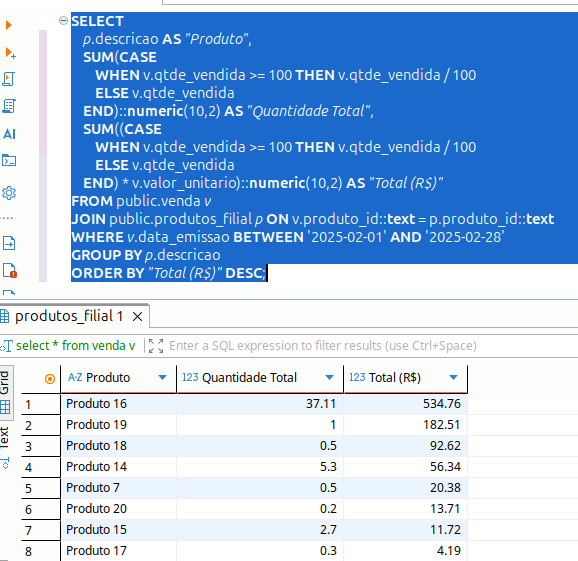 SELECT
p.descricao AS "Produto",
SUM(CASE
WHEN v.qtde_vendida >= 100 THEN v.qtde_vendida / 100
ELSE v.qtde_vendida
END)::numeric(10,2) AS "Quantidade Total",
SUM((CASE
WHEN v.qtde_vendida >= 100 THEN v.qtde_vendida / 100
ELSE v.qtde_vendida
END) * v.valor_unitario)::numeric(10,2) AS "Total (R$)"
FROM public.venda v
JOIN public.produtos_filial p ON v.produto_id::text = p.produto_id::text
WHERE v.data_emissao BETWEEN '2025-02-01' AND '2025-02-28'
GROUP BY p.descricao
ORDER BY "Total (R$)" DESC;
AI
produtos_filial 1
select * from venda v Enter a SQL expression to filter results (use Ctrl+Space)
Grid
Text
A-Z Produto 123 Quantidade Total 123 Total (R$)
1 Produto 16 37.11 534.76
2 Produto 19 1 182.51
3 Produto 18 0.5 92.62
4 Produto 14 5.3 56.34
5 Produto 7 0.5 20.38
6 Produto 20 0.2 13.71
7 Produto 15 2.7 11.72
8 Produto 17 0.3 4.19